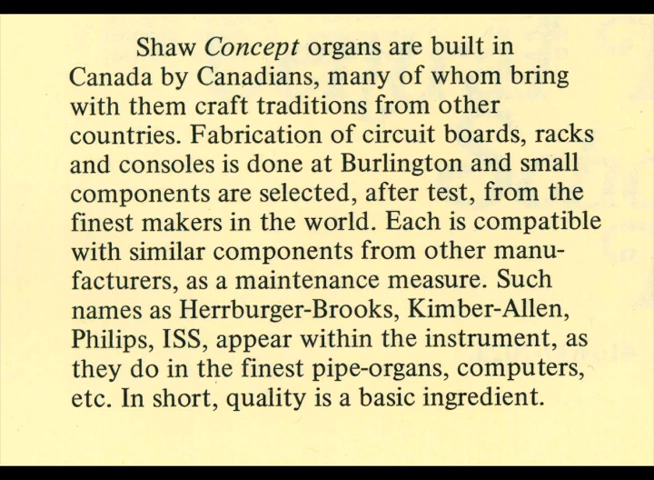 Shaw Concept organs are built in
Canada by Canadians, many of whom bring
with them craft traditions from other
countries. Fabrication of circuit boards, racks
and consoles is done at Burlington and small
components are selected, after test, from the
finest makers in the world. Each is compatible
with similar components from other manu-
facturers, as a maintenance measure. Such
names as Herrburger-Brooks, Kimber-Allen,
Philips, ISS, appear within the instrument, as
they do in the finest pipe-organs, computers,
etc. In short, quality is a basic ingredient.